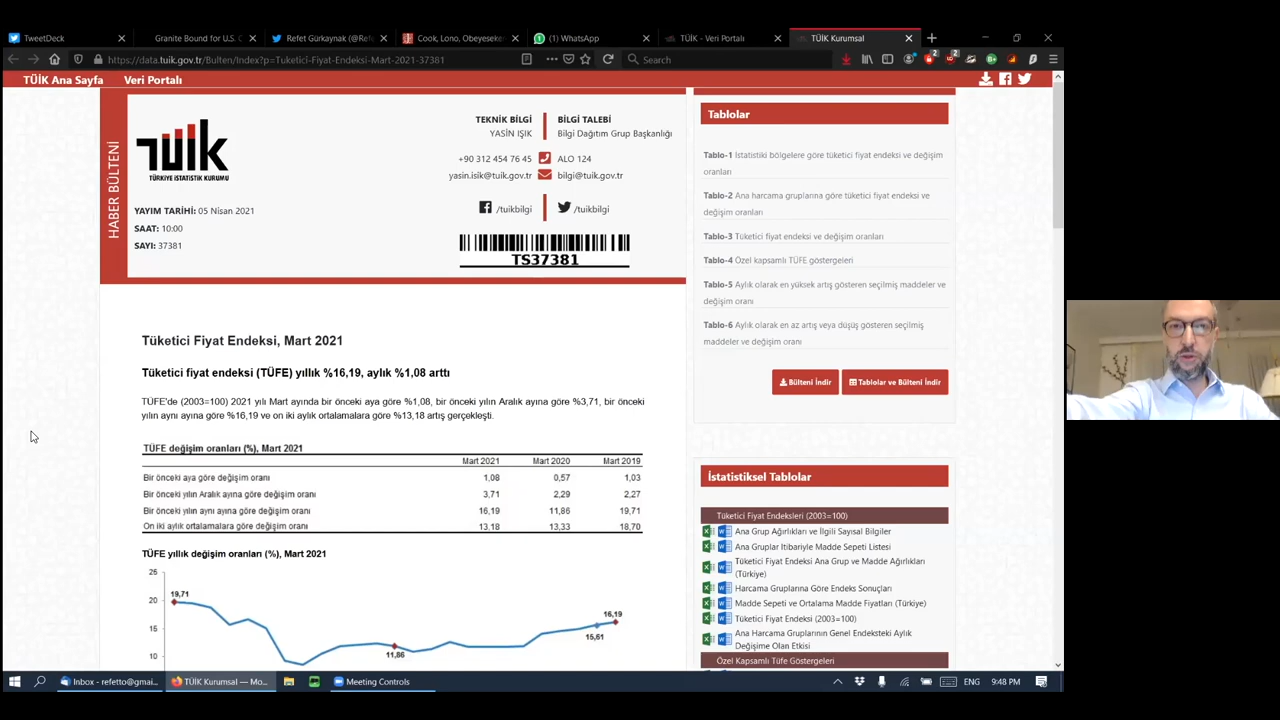 TweetDeck
Granite Bound for U.S. C
Refet Gürkaynak (@Refe
Cook, Lono, Obeyeseker
(1) WhatsApp
TÜİK - Veri Portalı
TÜİK Kurumsal
https://data.tuik.gov.tr/Bulten/Index?p=Tuketici-Fiyat-Endeksi-Mart-2021-37381
Search
2
2
TÜİK Ana Sayfa
Veri Portalı
HABER BÜLTENİ
TÜİK
TÜRKİYE İSTATİSTİK KURUMU
YAYIM TARİHİ: 05 Nisan 2021
SAAT: 10:00
SAYI: 37381
TEKNİK BİLGİ
YASİN IŞIK
+90 312 454 76 45
yasin.isik@tuik.gov.tr
/tuikbilgi
BİLGİ TALEBİ
Bilgi Dağıtım Grup Başkanlığı
ALO 124
bilgi@tuik.gov.tr
/tuikbilgi
TS37381
Tüketici Fiyat Endeksi, Mart 2021
Tüketici fiyat endeksi (TÜFE) yıllık %16,19, aylık %1,08 arttı
TÜFE'de (2003=100) 2021 yılı Mart ayında bir önceki aya göre %1,08, bir önceki yılın Aralık ayına göre %3,71, bir önceki
yılın aynı ayına göre %16,19 ve on iki aylık ortalamalara göre %13,18 artış gerçekleşti.
TÜFE değişim oranları (%), Mart 2021
Mart 2021 Mart 2020 Mart 2019
Bir önceki aya göre değişim oranı 1,08 0,57 1,03
Bir önceki yılın Aralık ayına göre değişim oranı 3,71 2,29 2,27
Bir önceki yılın aynı ayına göre değişim oranı 16,19 11,86 19,71
On iki aylık ortalamalara göre değişim oranı 13,18 13,33 18,70
TÜFE yıllık değişim oranları (%), Mart 2021
25
20
15
10
19,71
11,86
15,61
16,19
Tablolar
Tablo-1 İstatistiki bölgelere göre tüketici fiyat endeksi ve değişim
oranları
Tablo-2 Ana harcama gruplarına göre tüketici fiyat endeksi ve
değişim oranları
Tablo-3 Tüketici fiyat endeksi ve değişim oranları
Tablo-4 Özel kapsamlı TÜFE göstergeleri
Tablo-5 Aylık olarak en yüksek artış gösteren seçilmiş maddeler ve
değişim oranı
Tablo-6 Aylık olarak en az artış veya düşüş gösteren seçilmiş
maddeler ve değişim oranı
Bülteni İndir
Tablolar ve Bülteni İndir
İstatistiksel Tablolar
Tüketici Fiyat Endeksleri (2003=100)
Ana Grup Ağırlıkları ve İlgili Sayısal Bilgiler
Ana Gruplar Itibariyle Madde Sepeti Listesi
Tüketici Fiyat Endeksi Ana Grup ve Madde Ağırlıkları
(Türkiye)
Harcama Gruplarına Göre Endeks Sonuçları
Madde Sepeti ve Ortalama Madde Fiyatları (Türkiye)
Tüketici Fiyat Endeksi (2003=100)
Ana Harcama Gruplarının Genel Endeksteki Aylık
Değişime Olan Etkisi
Özel Kapsamlı Tüfe Göstergeleri
Inbox - refetto@gmai...
TÜİK Kurumsal — Mo...
Meeting Controls
ENG
9:48 PM